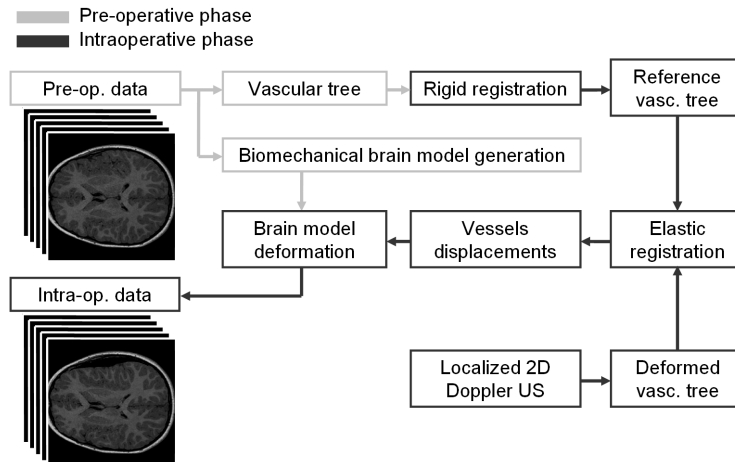 Pre-operative phase
Intraoperative phase
Pre-op. data
Vascular tree
Rigid registration
Reference
vasc. tree
Biomechanical brain model generation
Brain model
deformation
Vessels
displacements
Elastic
registration
Intra-op. data
Localized 2D
Doppler US
Deformed
vasc. tree